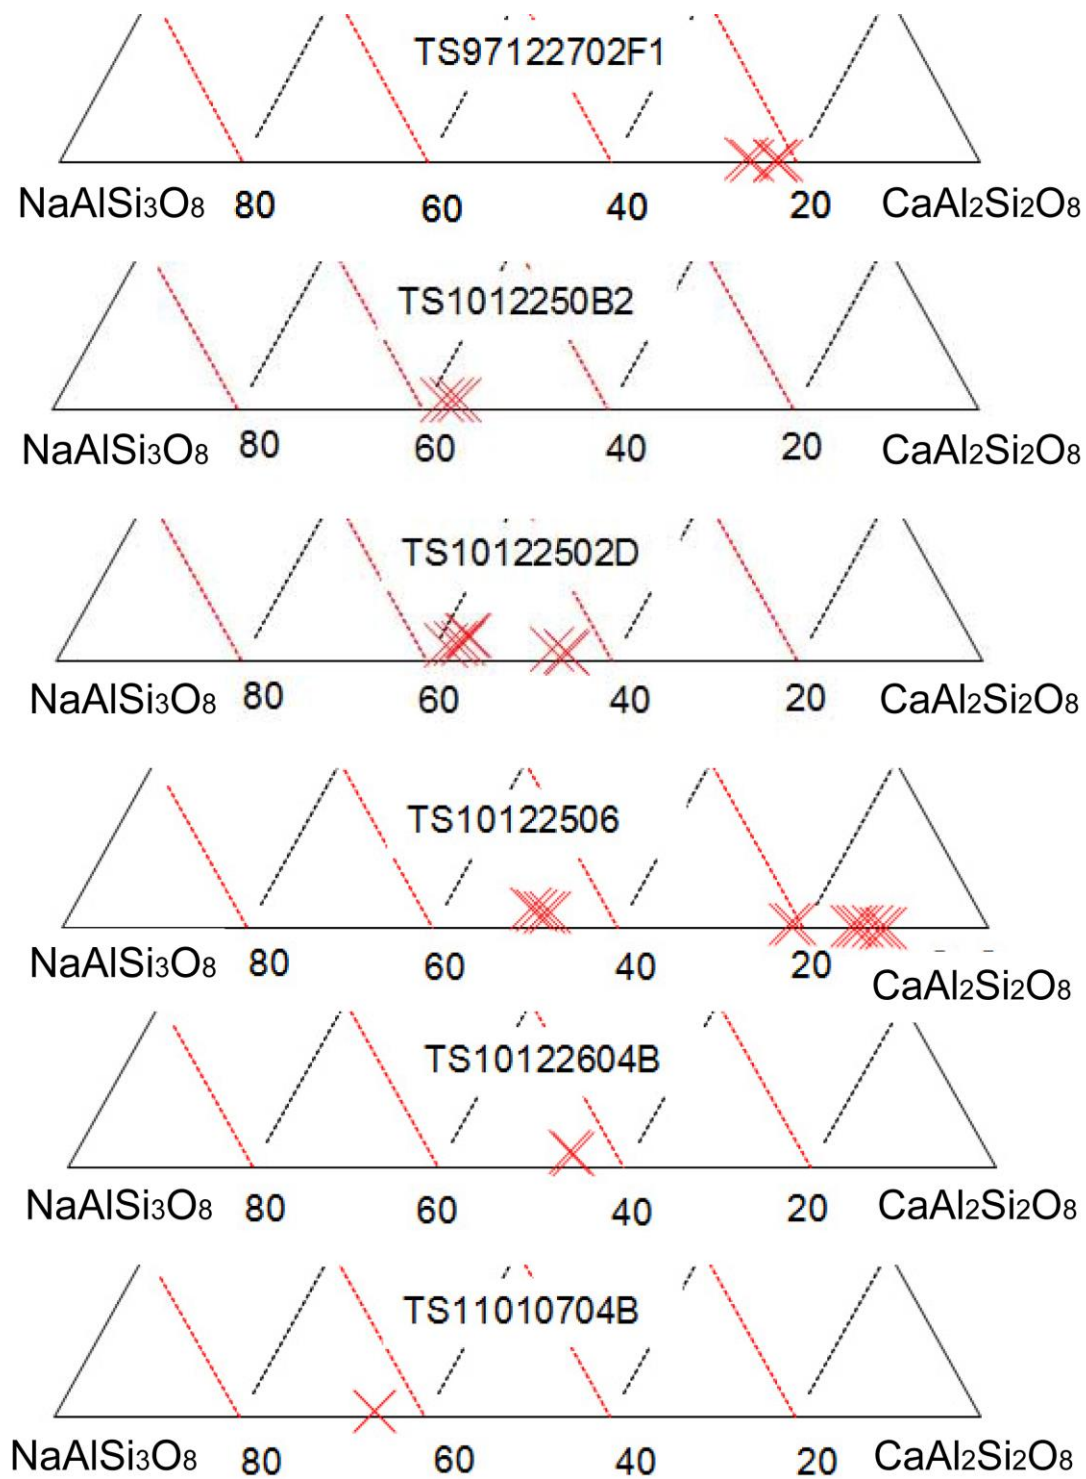 TS97122702F1
NaAlSi₃O₈ 80 60 40 20 CaAl₂Si₂O₈
TS1012250B2
NaAlSi₃O₈ 80 60 40 20 CaAl₂Si₂O₈
TS10122502D
NaAlSi₃O₈ 80 60 40 20 CaAl₂Si₂O₈
TS10122506
NaAlSi₃O₈ 80 60 40 20 CaAl₂Si₂O₈
TS10122604B
NaAlSi₃O₈ 80 60 40 20 CaAl₂Si₂O₈
TS11010704B
NaAlSi₃O₈ 80 60 40 20 CaAl₂Si₂O₈